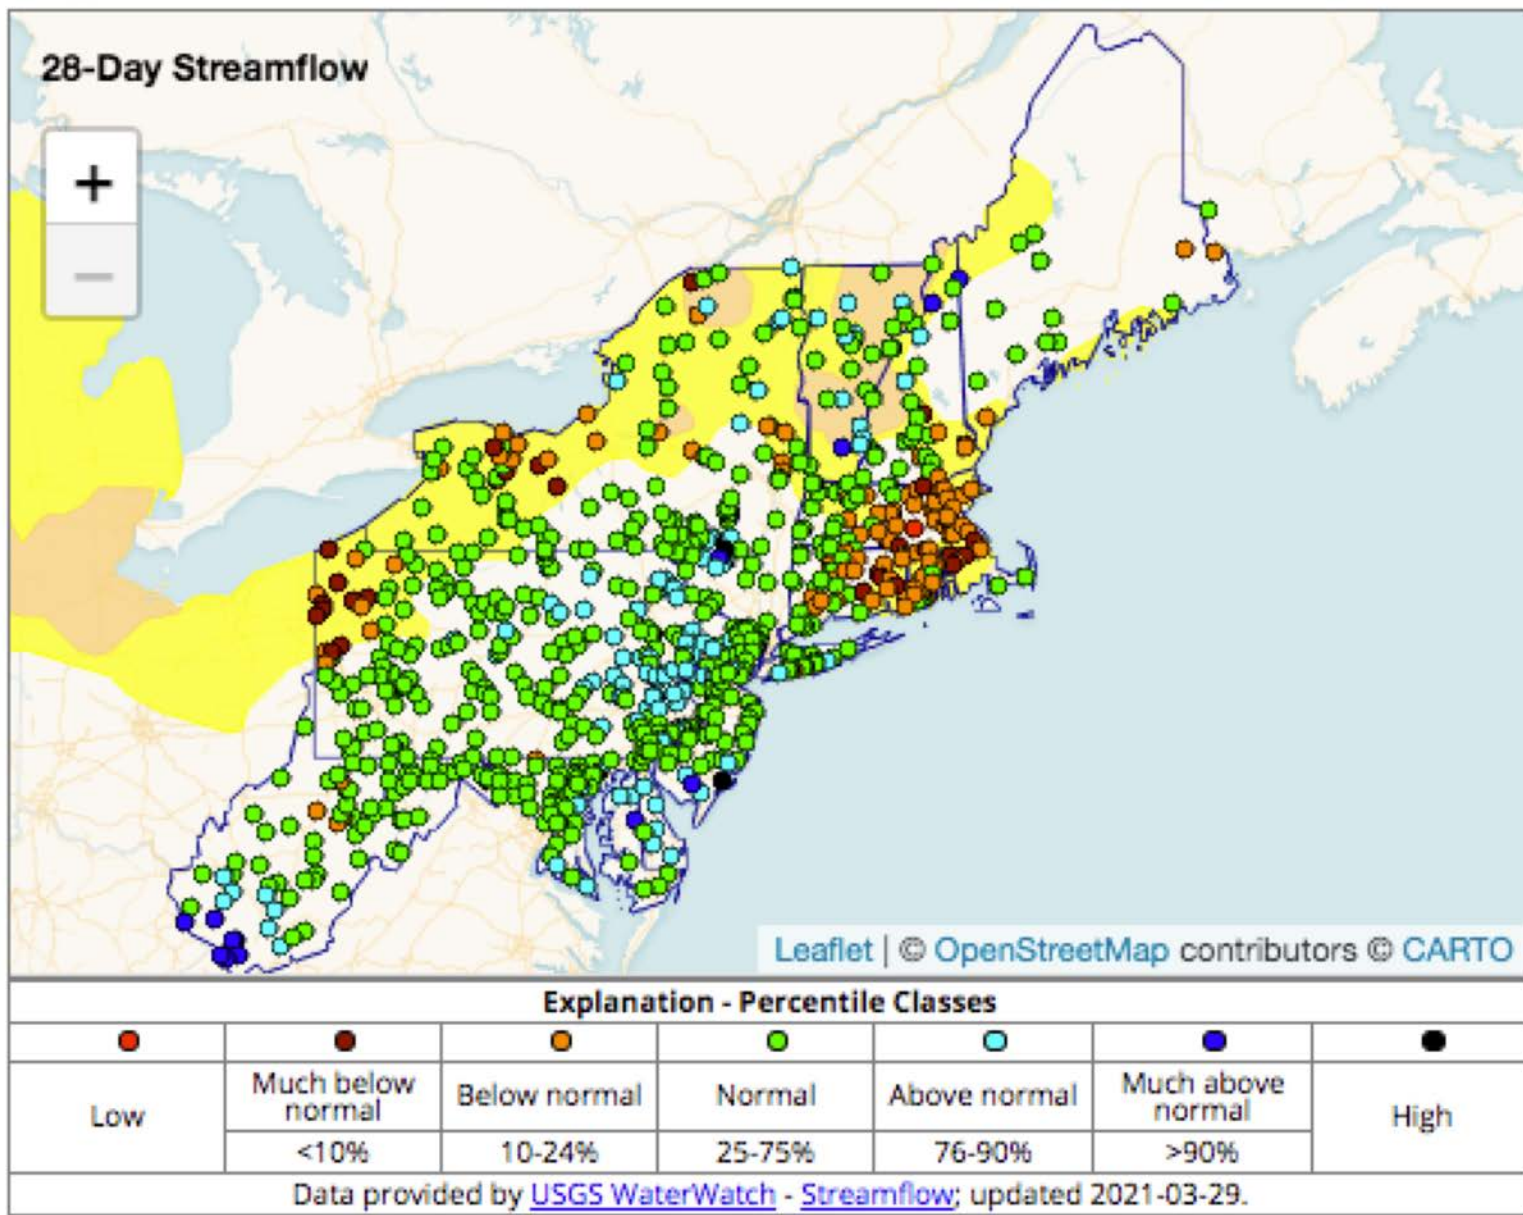 28-Day Streamflow
+
−
Leaflet | © OpenStreetMap contributors © CARTO
Explanation - Percentile Classes
Low
Much below normal
Below normal
Normal
Above normal
Much above normal
High
<10%
10-24%
25-75%
76-90%
>90%
Data provided by USGS WaterWatch - Streamflow; updated 2021-03-29.